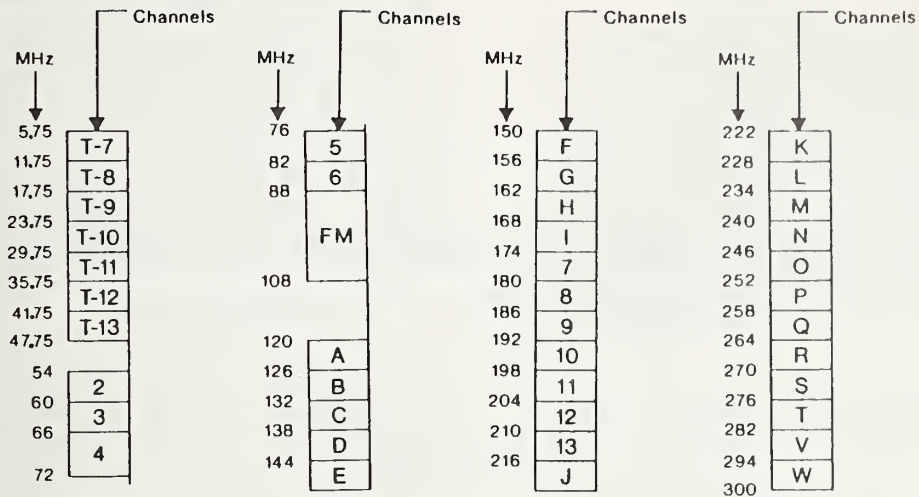 Channels
MHz
5.75
T-7
11.75
T-8
17.75
T-9
23.75
T-10
29.75
T-11
35.75
T-12
41.75
T-13
47.75
54
2
60
3
66
4
72
Channels
MHz
76
5
82
6
88
FM
108
120
A
126
B
132
C
138
D
144
E
Channels
MHz
150
F
156
G
162
H
168
I
174
7
180
8
186
9
192
10
198
11
204
12
210
13
216
J
Channels
MHz
222
K
228
L
234
M
240
N
246
O
252
P
258
Q
264
R
270
S
276
T
282
V
294
W
300